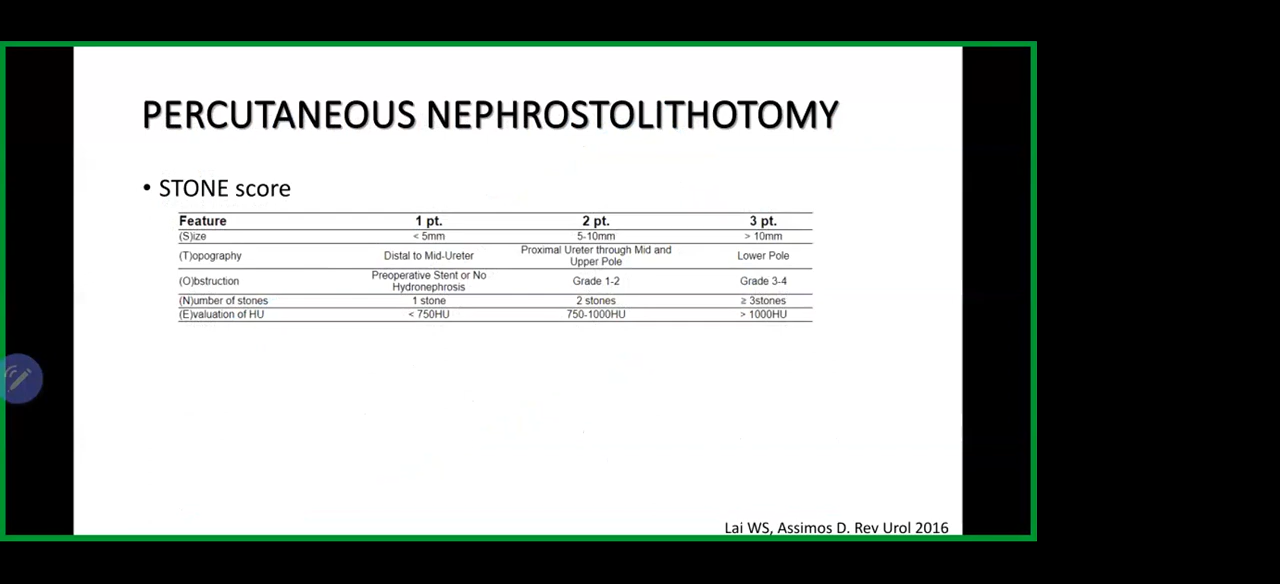 PERCUTANEOUS NEPHROSTOLITHOTOMY
• STONE score
Feature 1 pt. 2 pt. 3 pt.
(S)ize < 5mm 5-10mm > 10mm
(T)opography Distal to Mid-Ureter Proximal Ureter through Mid and Upper Pole Lower Pole
(O)bstruction Preoperative Stent or No Hydronephrosis Grade 1-2 Grade 3-4
(N)umber of stones 1 stone 2 stones ≥ 3stones
(E)valuation of HU < 750HU 750-1000HU > 1000HU
Lai WS, Assimos D. Rev Urol 2016